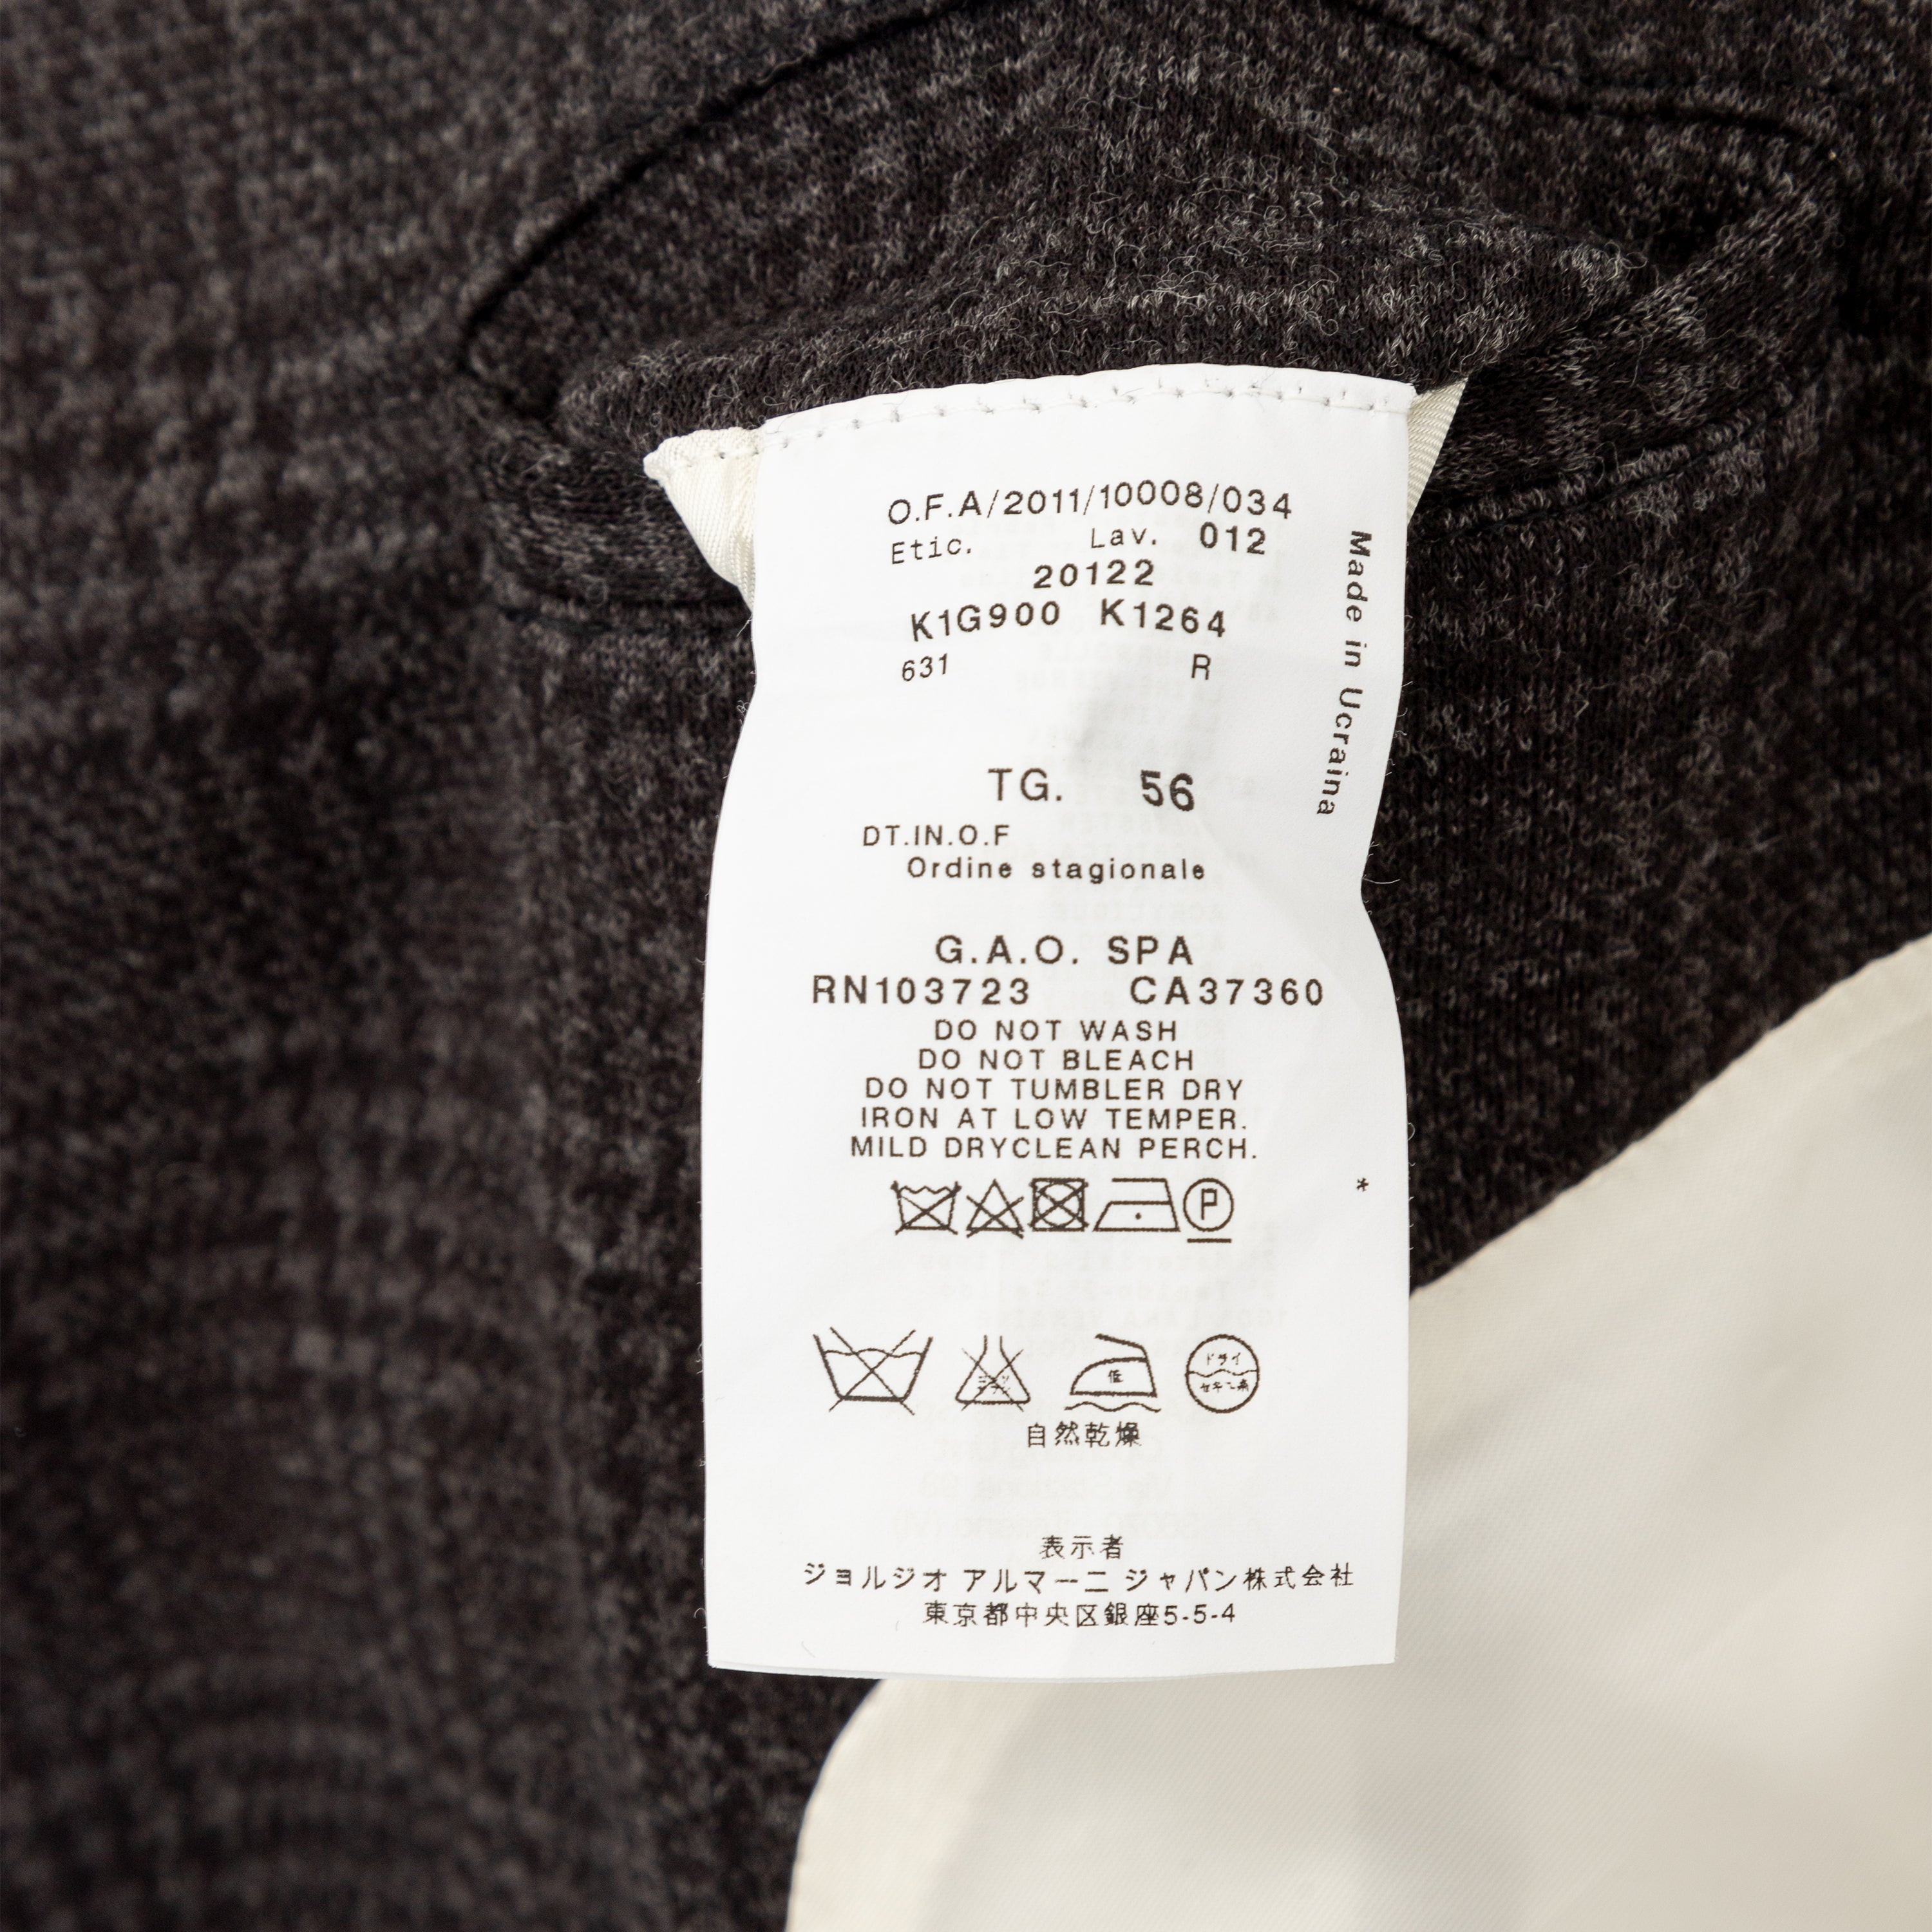 O.F.A/2011/10008/034
Etic. Lav. 012
20122
K1G900 K1264
631 R
Made in Ucraina
TG. 56
DT.IN.O.F
Ordine stagionale
G.A.O. SPA
RN103723 CA37360
DO NOT WASH
DO NOT BLEACH
DO NOT TUMBLER DRY
IRON AT LOW TEMPER.
MILD DRYCLEAN PERCH.
*
P
低
ドライ
セキユ系
自然乾燥
表示者
ジョルジオ アルマーニ ジャパン株式会社
東京都中央区銀座5-5-4